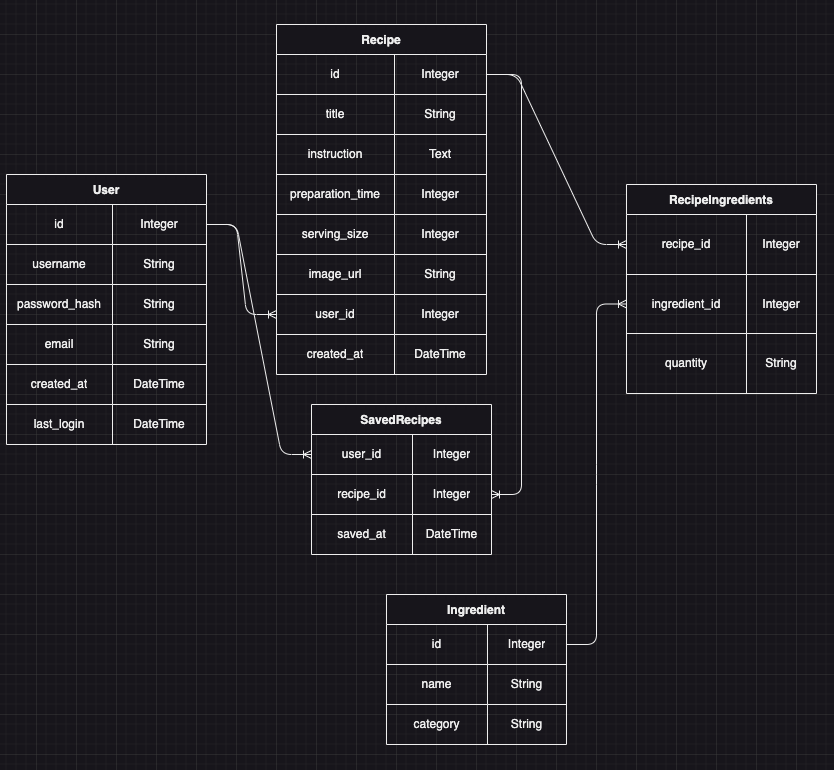 Recipe
id Integer
title String
instruction Text
preparation_time Integer
serving_size Integer
image_url String
user_id Integer
created_at DateTime
User
id Integer
username String
password_hash String
email String
created_at DateTime
last_login DateTime
RecipeIngredients
recipe_id Integer
ingredient_id Integer
quantity String
SavedRecipes
user_id Integer
recipe_id Integer
saved_at DateTime
Ingredient
id Integer
name String
category String